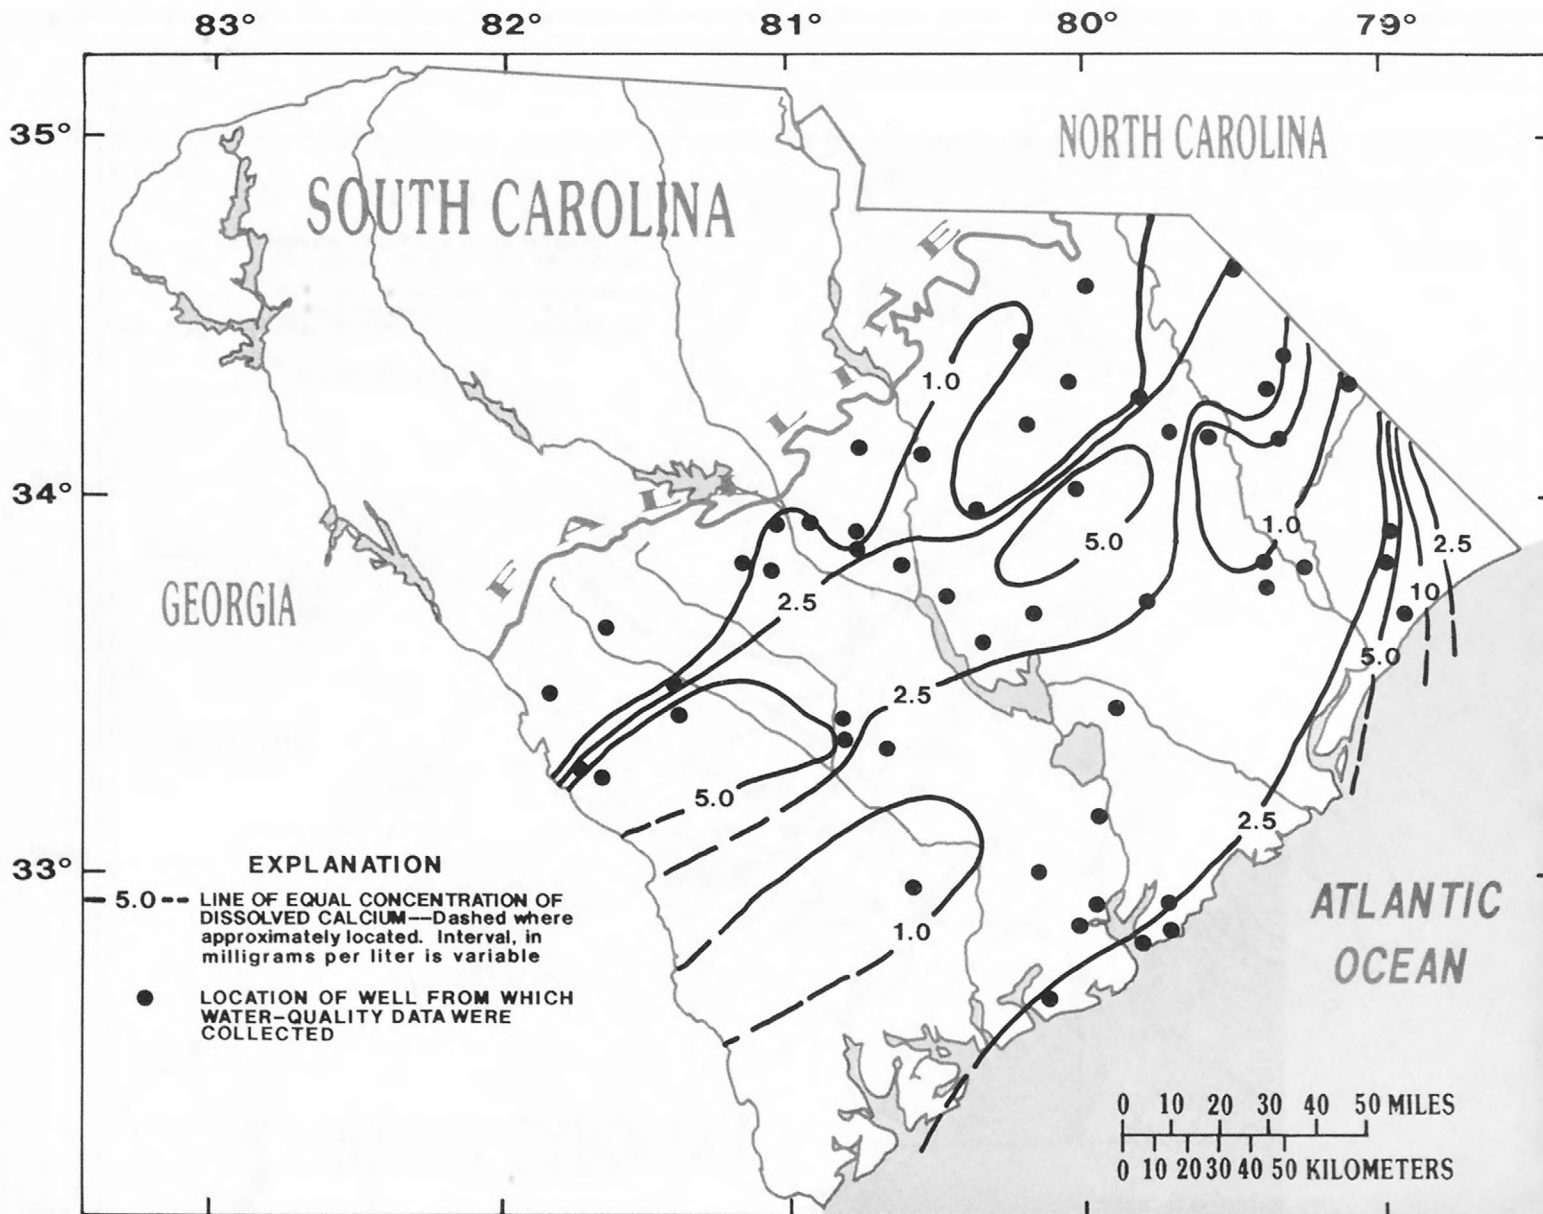 83° 82° 81° 80° 79°
35°
NORTH CAROLINA
SOUTH CAROLINA
FALL LINE
1.0
34°
5.0
1.0
2.5
GEORGIA
2.5
10
5.0
2.5
5.0
2.5
33°
1.0
ATLANTIC
OCEAN
EXPLANATION
5.0 LINE OF EQUAL CONCENTRATION OF
DISSOLVED CALCIUM--Dashed where
approximately located. Interval, in
milligrams per liter is variable
LOCATION OF WELL FROM WHICH
WATER-QUALITY DATA WERE
COLLECTED
0 10 20 30 40 50 MILES
0 10 20 30 40 50 KILOMETERS